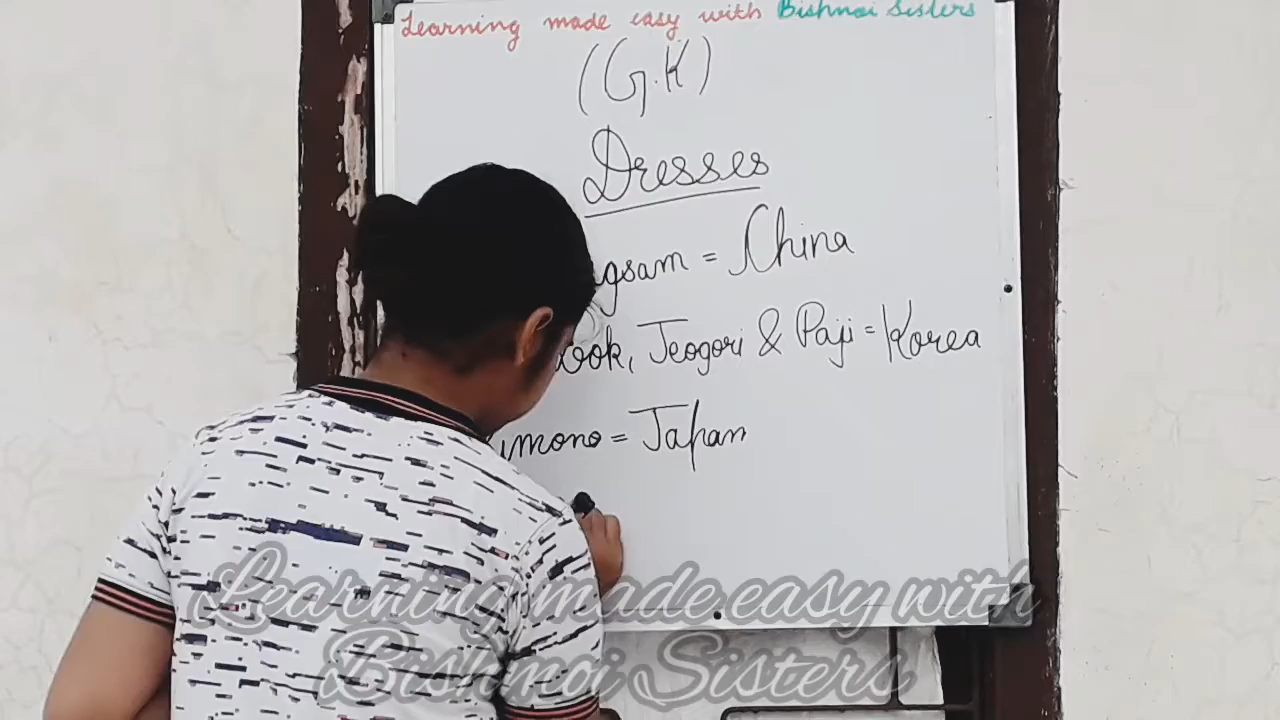 Learning made easy with Bishnoi Sisters
(G.K)
Dresses
gsam = China
ook, Jeogori & Paji = Korea
imono = Japan
Learning made easy with
Bishnoi Sisters